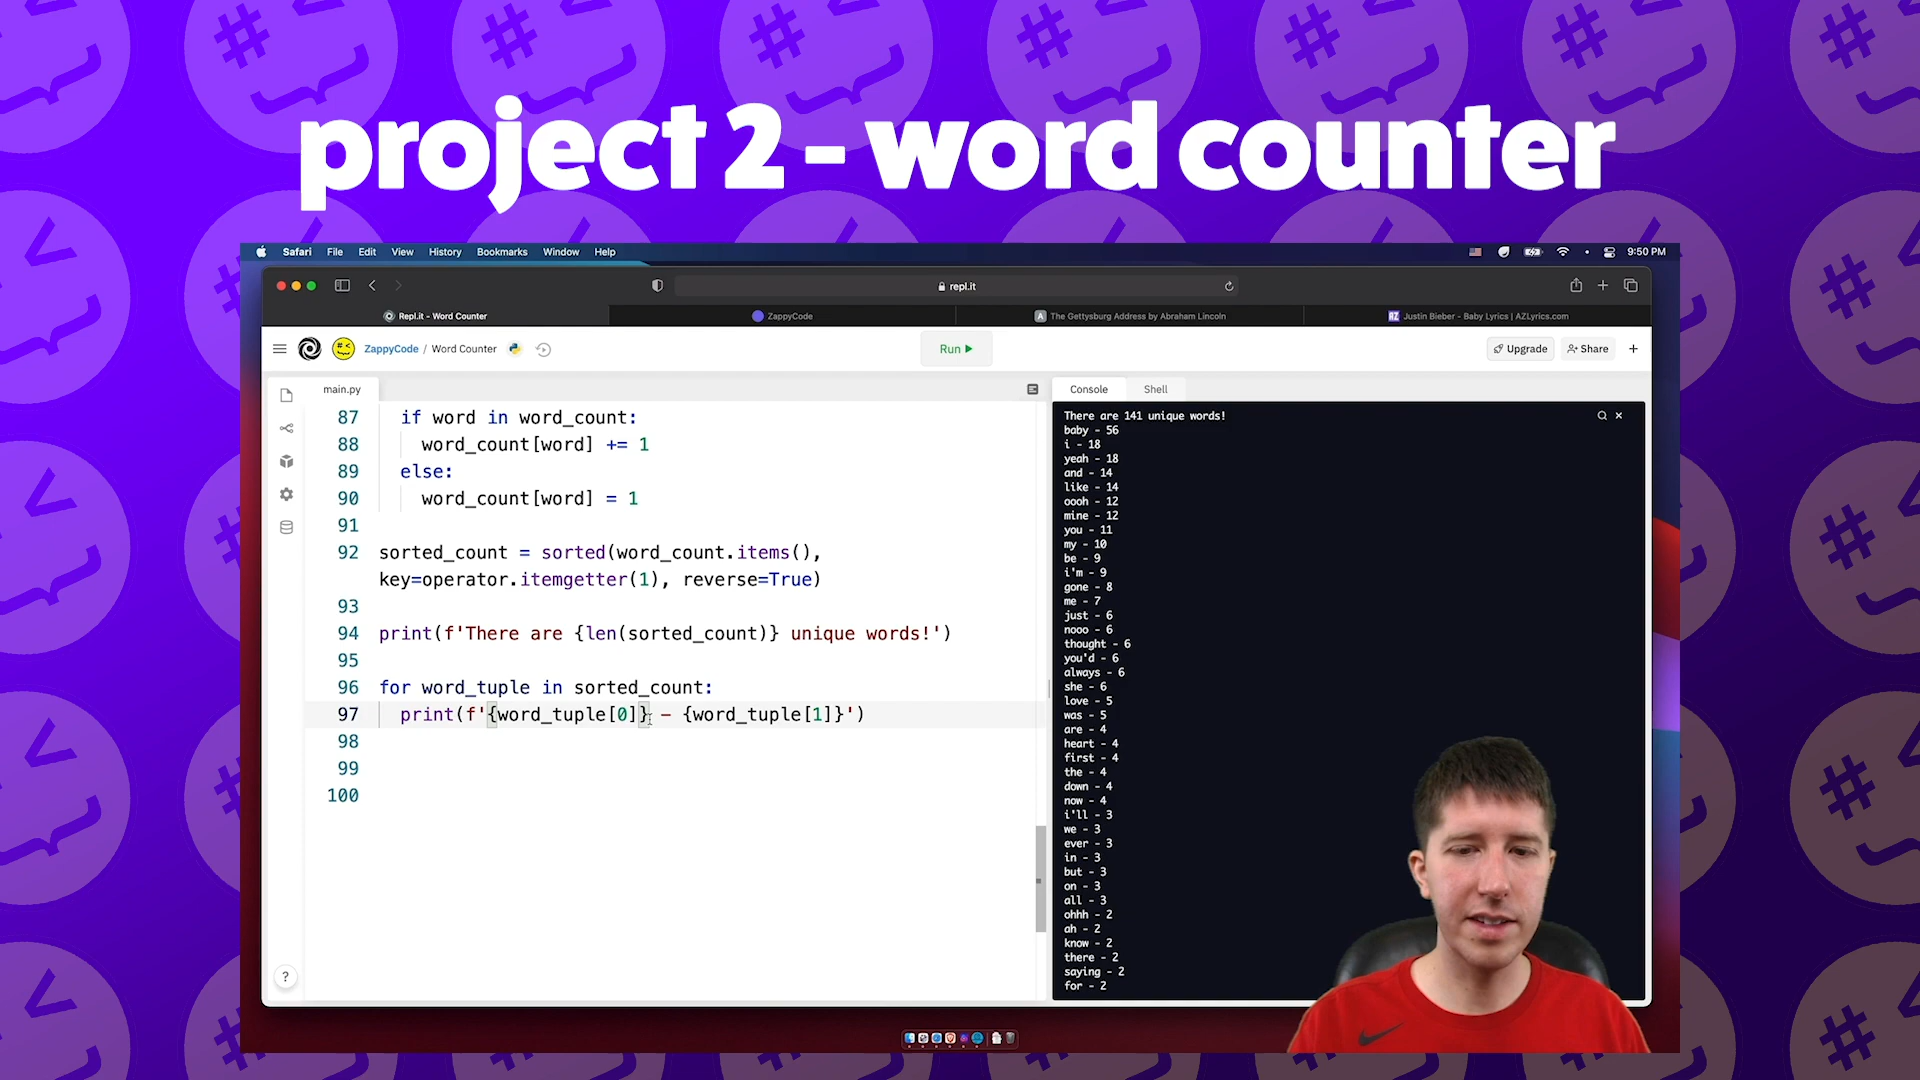 project 2 - word counter
Safari File Edit View History Bookmarks Window Help 9:50 PM
repl.it
Repl.it - Word Counter ZappyCode The Gettysburg Address by Abraham Lincoln Justin Bieber - Baby Lyrics | AZLyrics.com
ZappyCode / Word Counter Run Upgrade Share +
main.py
87 if word in word_count:
88 word_count[word] += 1
89 else:
90 word_count[word] = 1
91
92 sorted_count = sorted(word_count.items(),
key=operator.itemgetter(1), reverse=True)
93
94 print(f'There are {len(sorted_count)} unique words!')
95
96 for word_tuple in sorted_count:
97 print(f'{word_tuple[0]} - {word_tuple[1]}')
98
99
100
?
Console Shell
There are 141 unique words!
baby - 56
i - 18
yeah - 18
and - 14
like - 14
oooh - 12
mine - 12
you - 11
my - 10
be - 9
i'm - 9
gone - 8
me - 7
just - 6
nooo - 6
thought - 6
you'd - 6
always - 6
she - 6
love - 5
was - 5
are - 4
heart - 4
first - 4
the - 4
down - 4
now - 4
i'll - 3
we - 3
ever - 3
in - 3
but - 3
on - 3
all - 3
ohhh - 2
ah - 2
know - 2
there - 2
saying - 2
for - 2